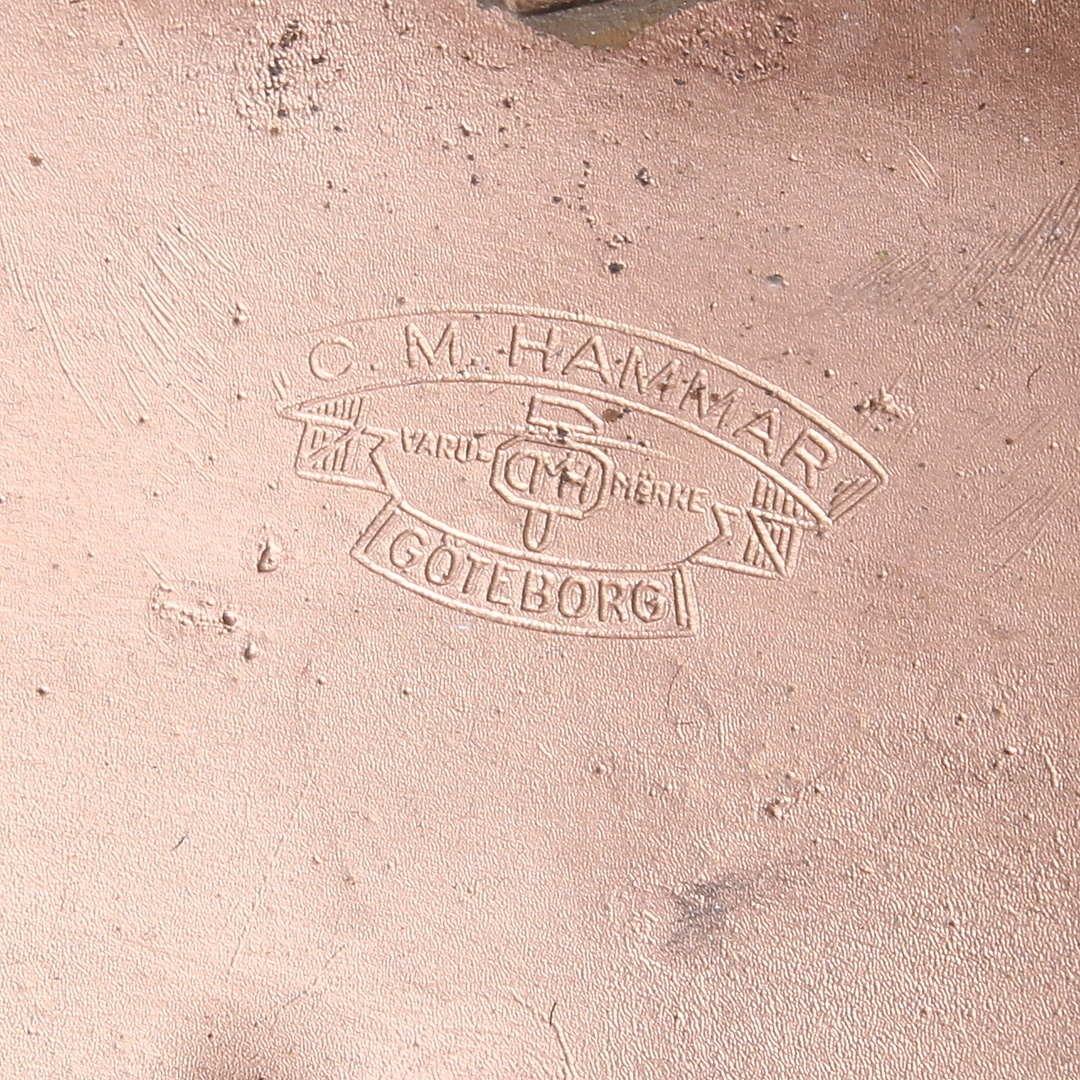 C. M. HAMMAR
VARU CMH MÄRKE
GÖTEBORG